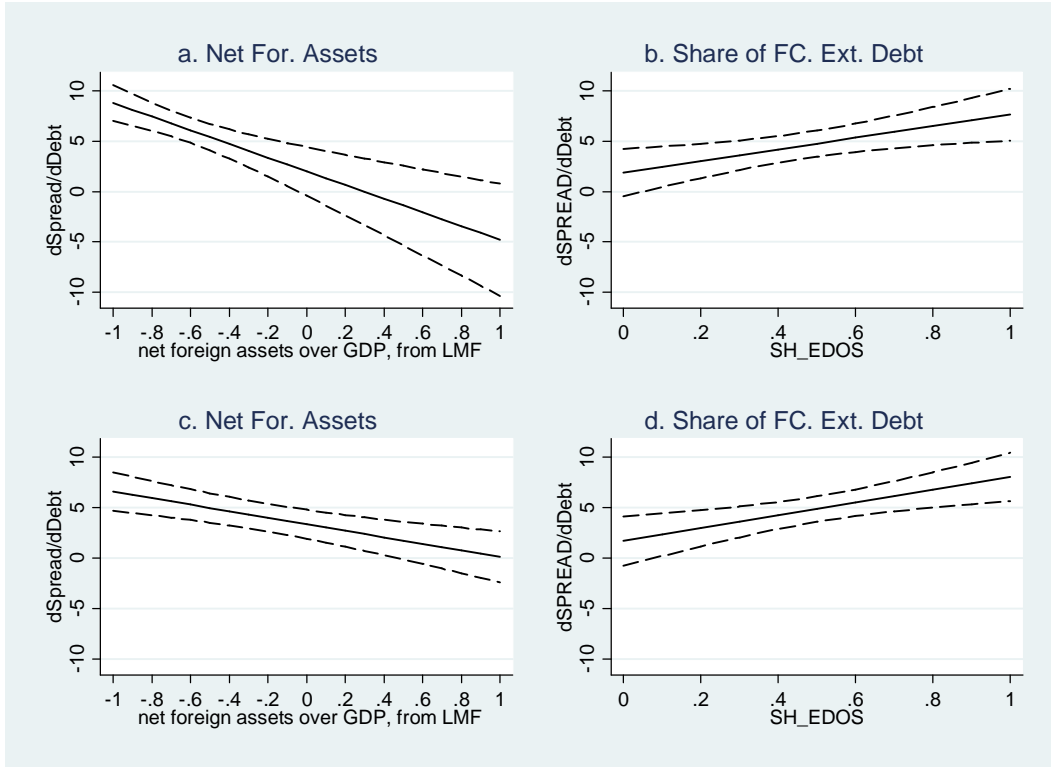 a. Net For. Assets
dSpread/dDebt
10
5
0
-5
-10
-1 -.8 -.6 -.4 -.2 0 .2 .4 .6 .8 1
net foreign assets over GDP, from LMF
b. Share of FC. Ext. Debt
dSPREAD/dDebt
10
5
0
-5
-10
0 .2 .4 .6 .8 1
SH_EDOS
c. Net For. Assets
dSpread/dDebt
10
5
0
-5
-10
-1 -.8 -.6 -.4 -.2 0 .2 .4 .6 .8 1
net foreign assets over GDP, from LMF
d. Share of FC. Ext. Debt
dSPREAD/dDebt
10
5
0
-5
-10
0 .2 .4 .6 .8 1
SH_EDOS